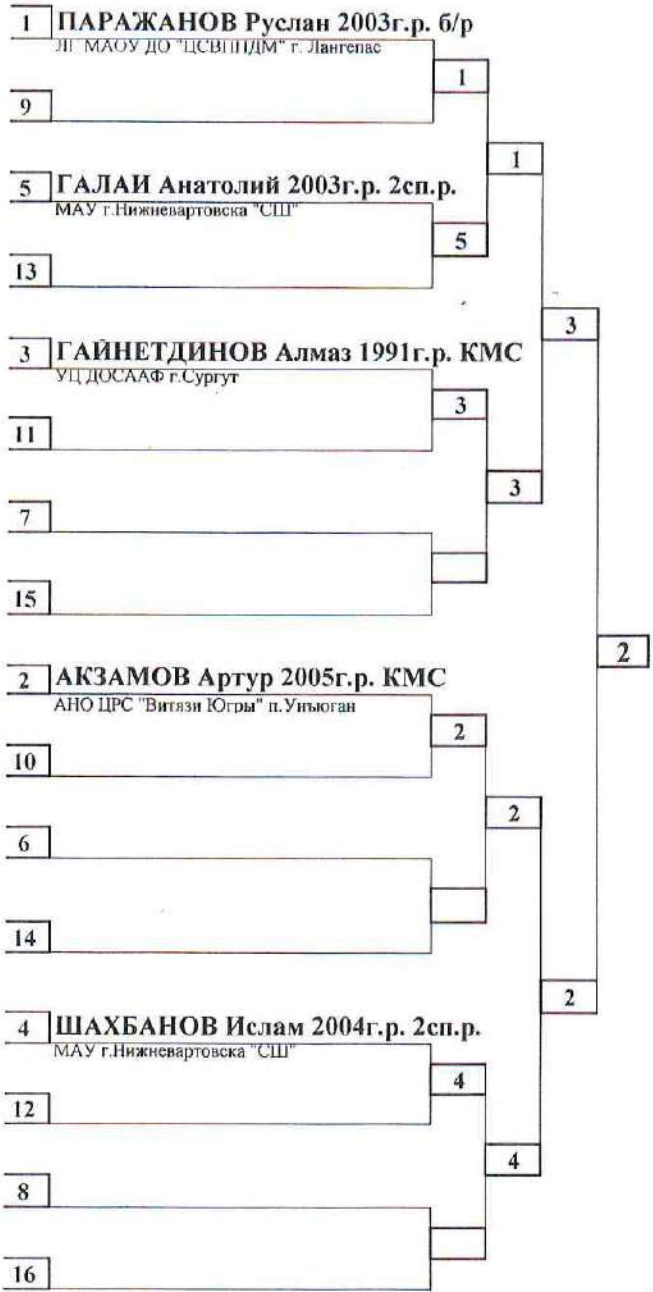 1 ПАРАЖАНОВ Руслан 2003г.р. б/р
ЛГ МАОУ ДО "ЦСВППДМ" г. Лангепас
1
9
1
5 ГАЛАИ Анатолий 2003г.р. 2сп.р.
МАУ г.Нижневартовска "СШ"
5
13
3
3 ГАЙНЕТДИНОВ Алмаз 1991г.р. КМС
УЦ ДОСААФ г.Сургут
3
11
3
7
15
2
2 АКЗАМОВ Артур 2005г.р. КМС
АНО ЦРС "Витязи Югры" п.Унъюган
2
10
2
6
14
2
4 ШАХБАНОВ Ислам 2004г.р. 2сп.р.
МАУ г.Нижневартовска "СШ"
4
12
4
8
16